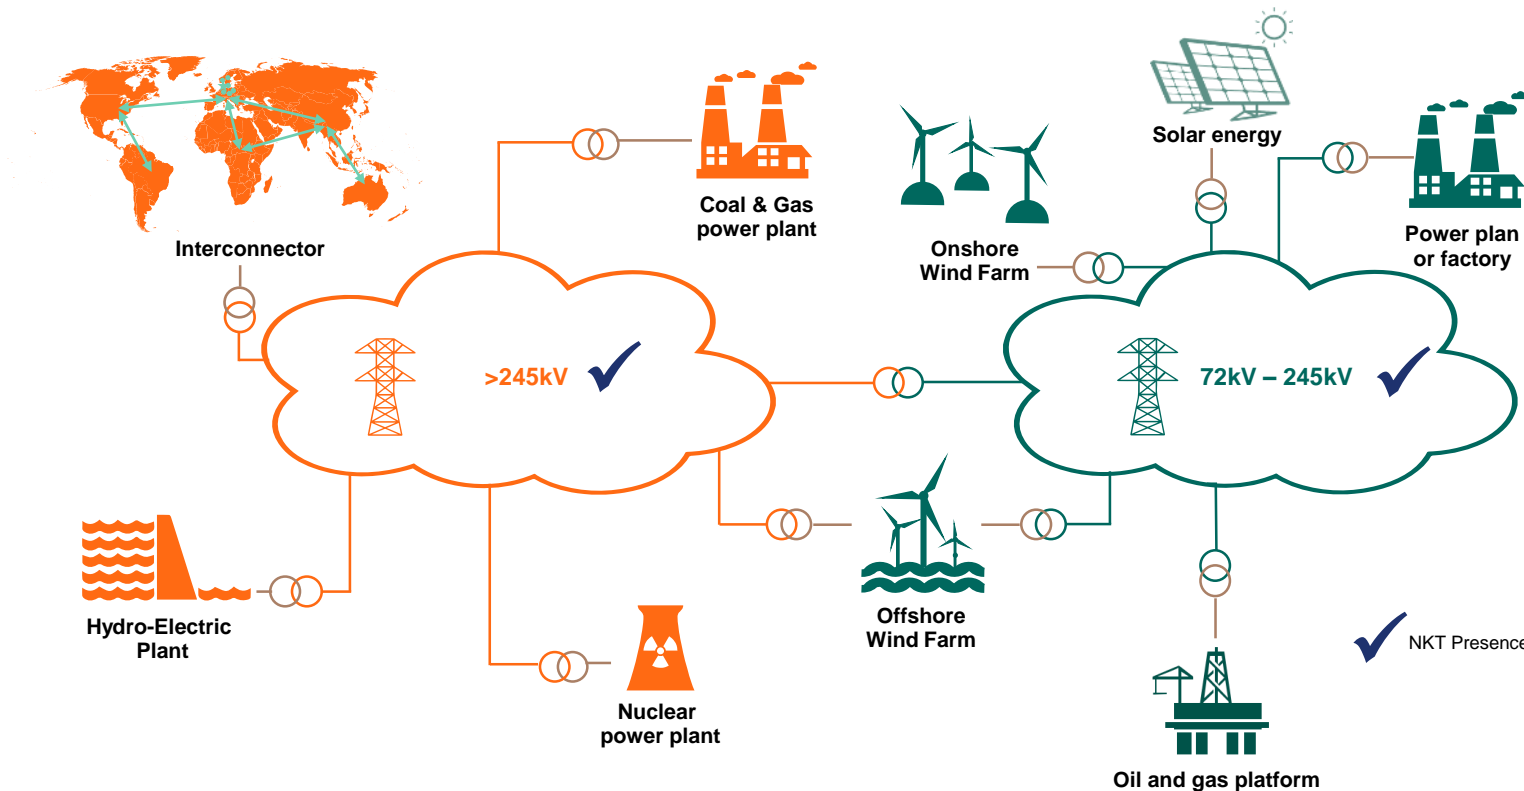 Solar energy
Coal & Gas
power plant
Interconnector
Onshore
Wind Farm
Power plan
or factory
>245kV
72kV – 245kV
Hydro-Electric
Plant
Offshore
Wind Farm
NKT Presence
Nuclear
power plant
Oil and gas platform